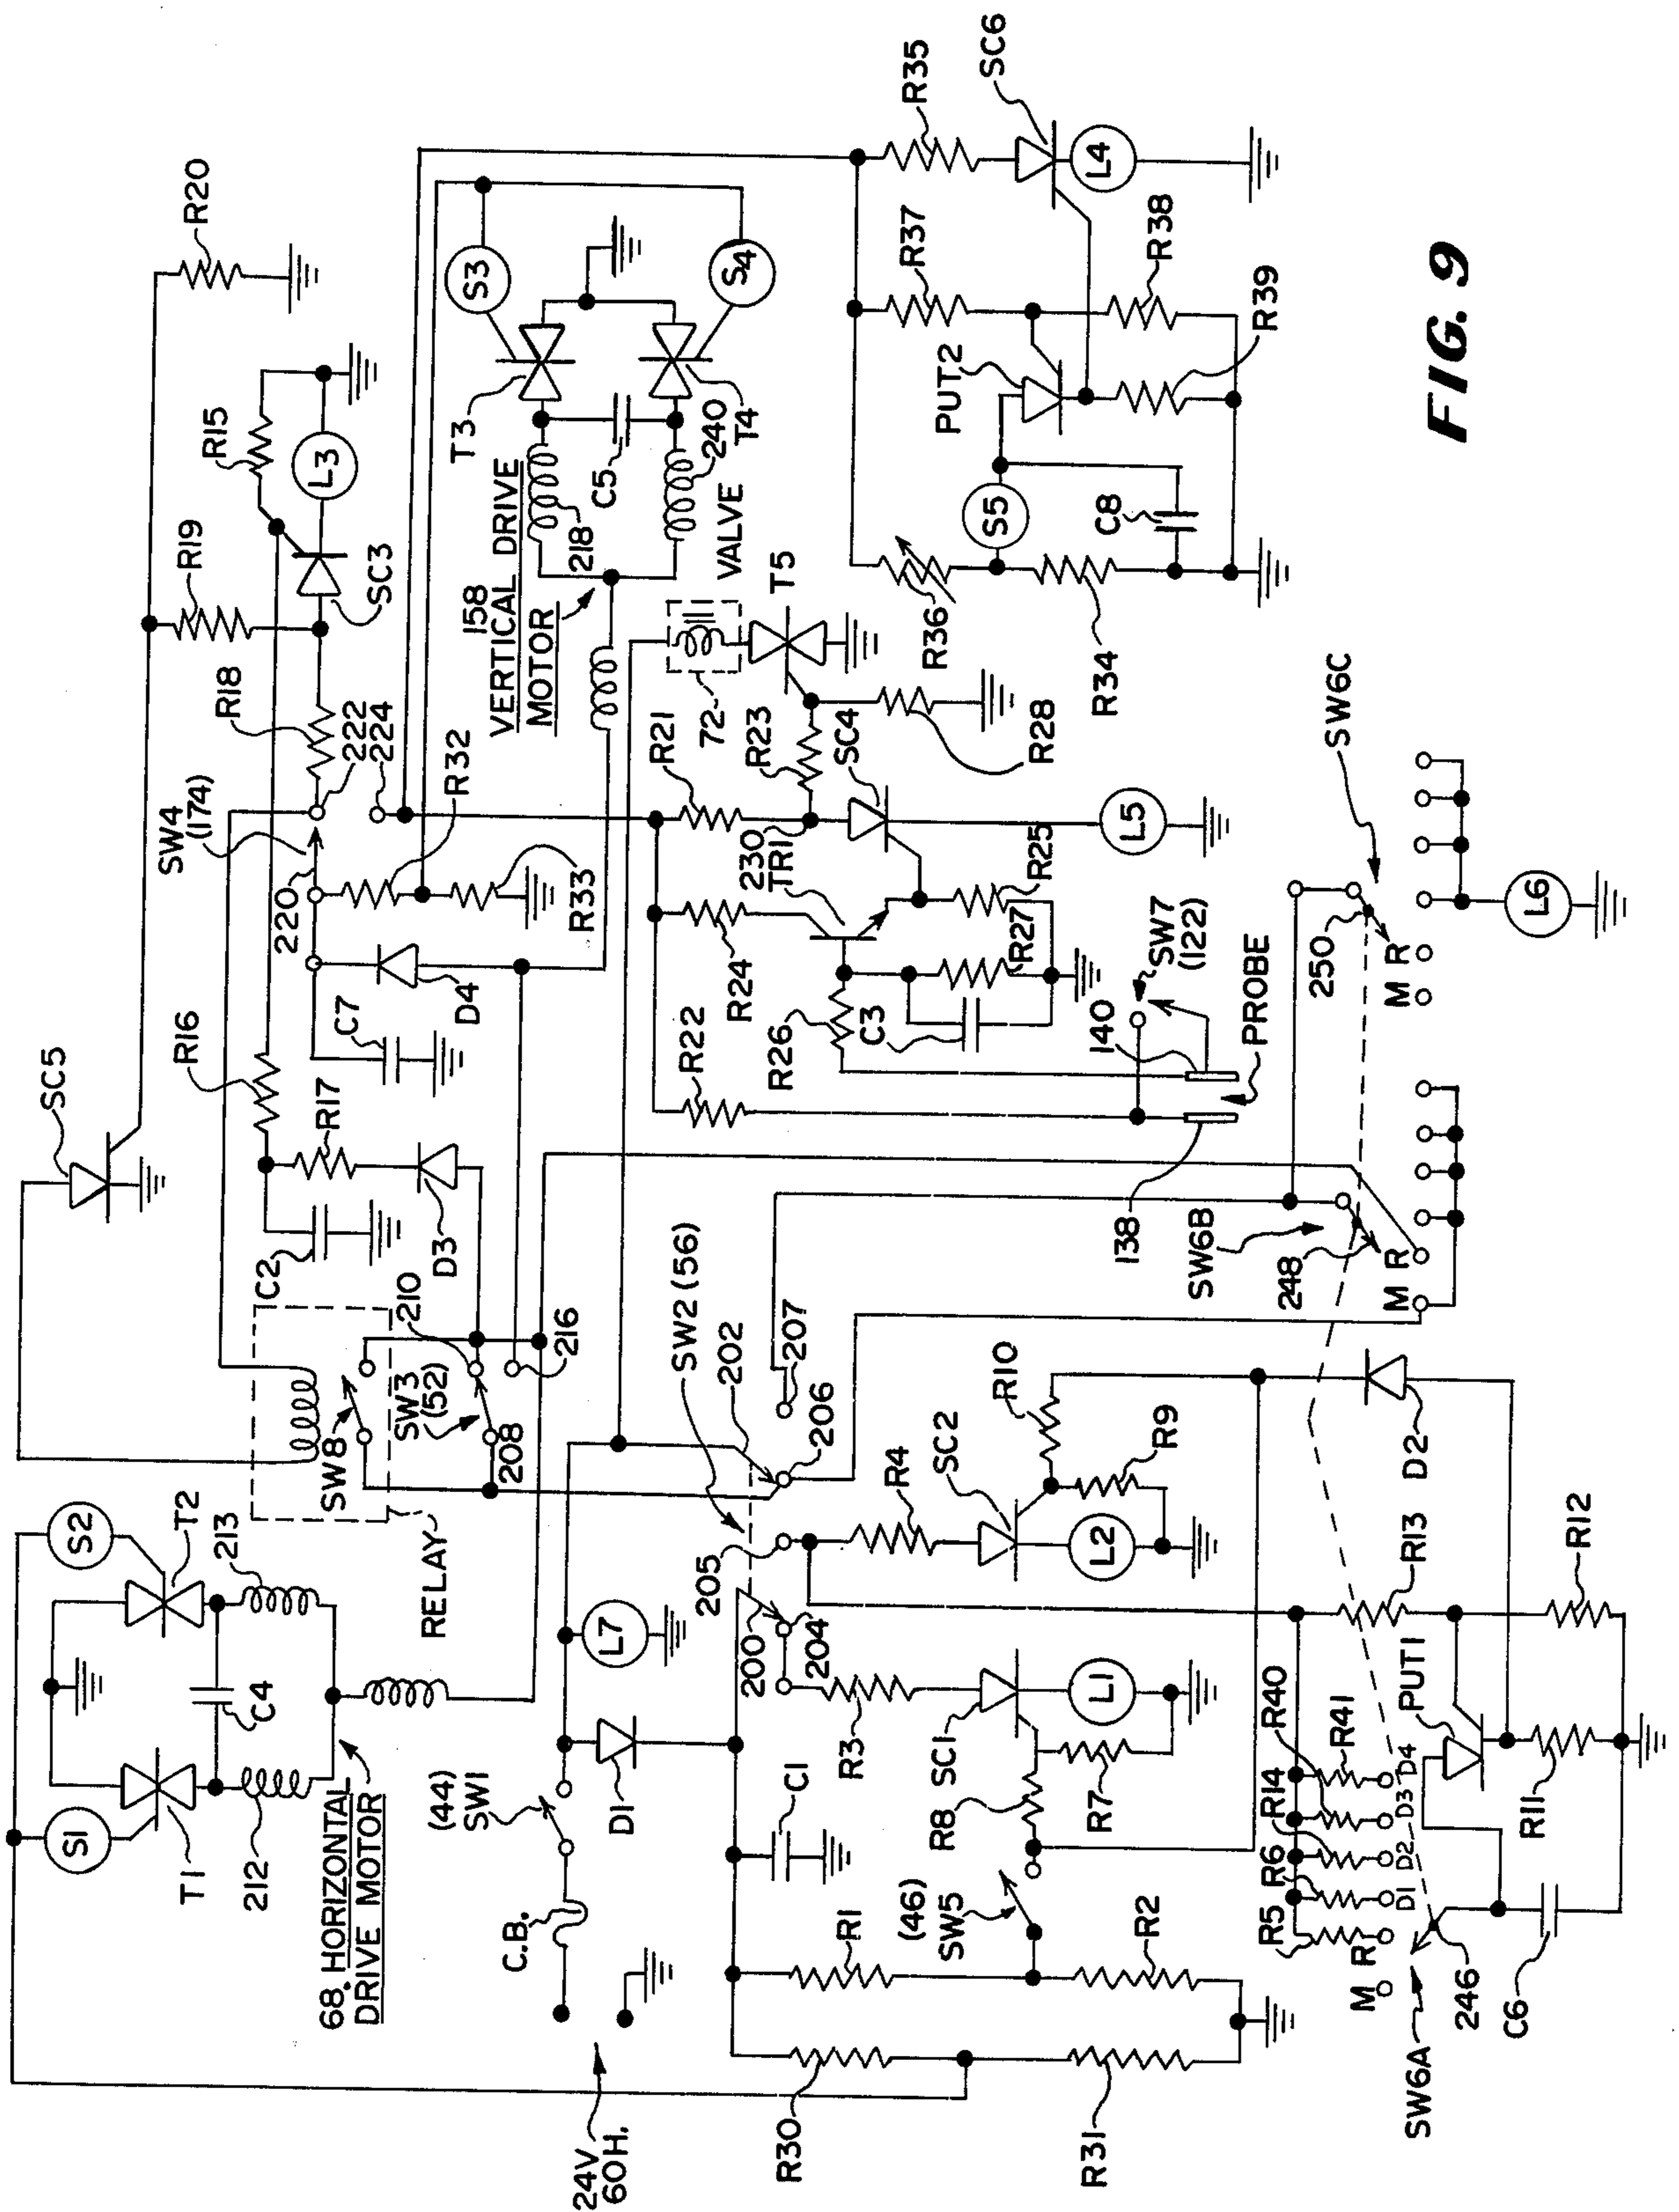 S1
S2
T1
T2
212
213
C4
68. HORIZONTAL
DRIVE MOTOR
RELAY
SW8
SW3
(52)
208
210
216
SC5
C2
R16
R17
D3
C7
D4
220
SW4
(174)
222
224
R18
R32
R33
R19
SC3
R15
L3
R20
158
VERTICAL DRIVE
MOTOR
218
T3
C5
240
T4
S3
S4
VALVE
72
T5
24V
60H.
C.B.
(44)
SW1
L7
D1
C1
200
204
205
SW2 (56)
202
206
207
R30
R31
R1
R2
(46)
SW5
R3
SC1
R8
R7
L1
R4
SC2
L2
R10
R9
D2
R22
R24
R21
230
TR1
R23
SC4
R28
R26
C3
R27
R25
L5
SW7
(122)
140
138
PROBE
R36
R34
S5
C8
PUT2
R37
R38
R39
R35
SC6
L4
SW6A
246
C6
M
R
D1
D2
D3
D4
R5
R6
R14
R40
R41
PUT1
R11
R13
R12
SW6B
248
M
R
SW6C
250
M
R
L6
FIG. 9